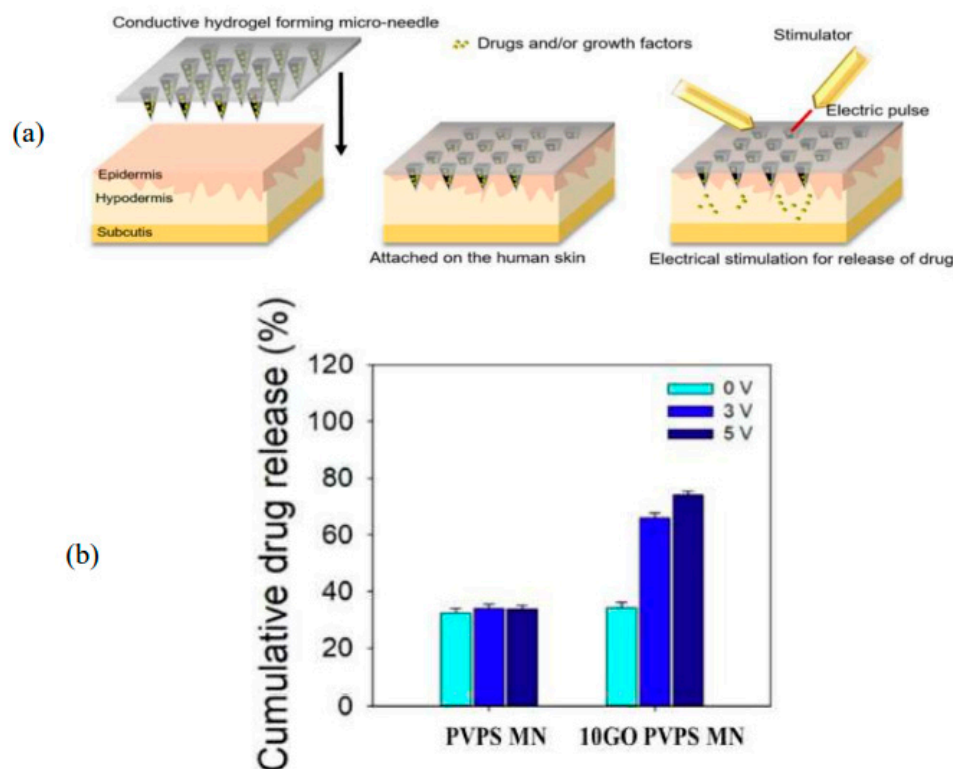 Conductive hydrogel forming micro-needle
Drugs and/or growth factors
Stimulator
Electric pulse
(a)
Epidermis
Hypodermis
Subcutis
Attached on the human skin
Electrical stimulation for release of drug
(b)
Cumulative drug release (%)
120
100
80
60
40
20
0
0 V
3 V
5 V
PVPS MN
10GO PVPS MN